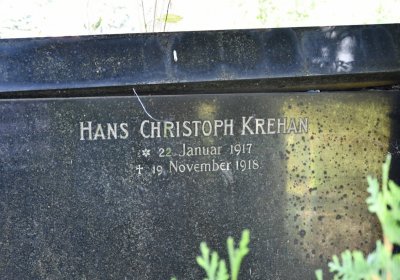 HANS CHRISTOPH KREHAN
* 22. Januar 1917
✝ 19. November 1918